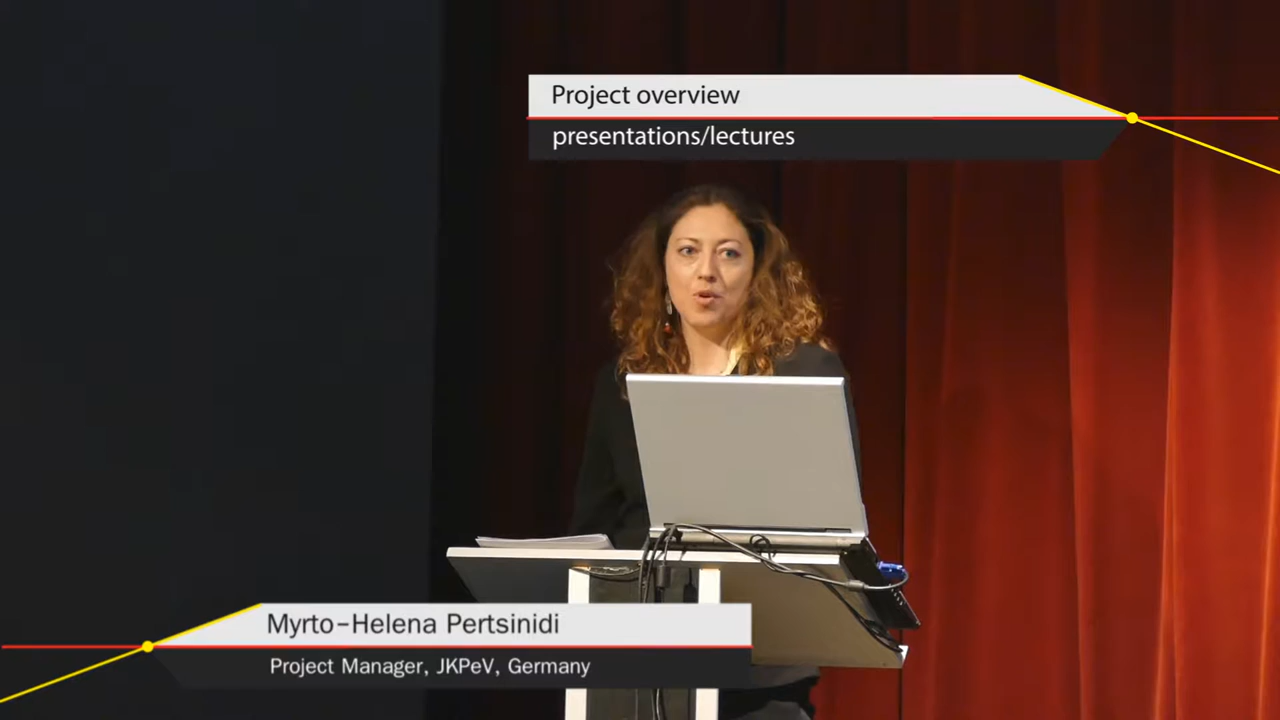 Project overview
presentations/lectures
Myrto-Helena Pertsinidi
Project Manager, JKPeV, Germany